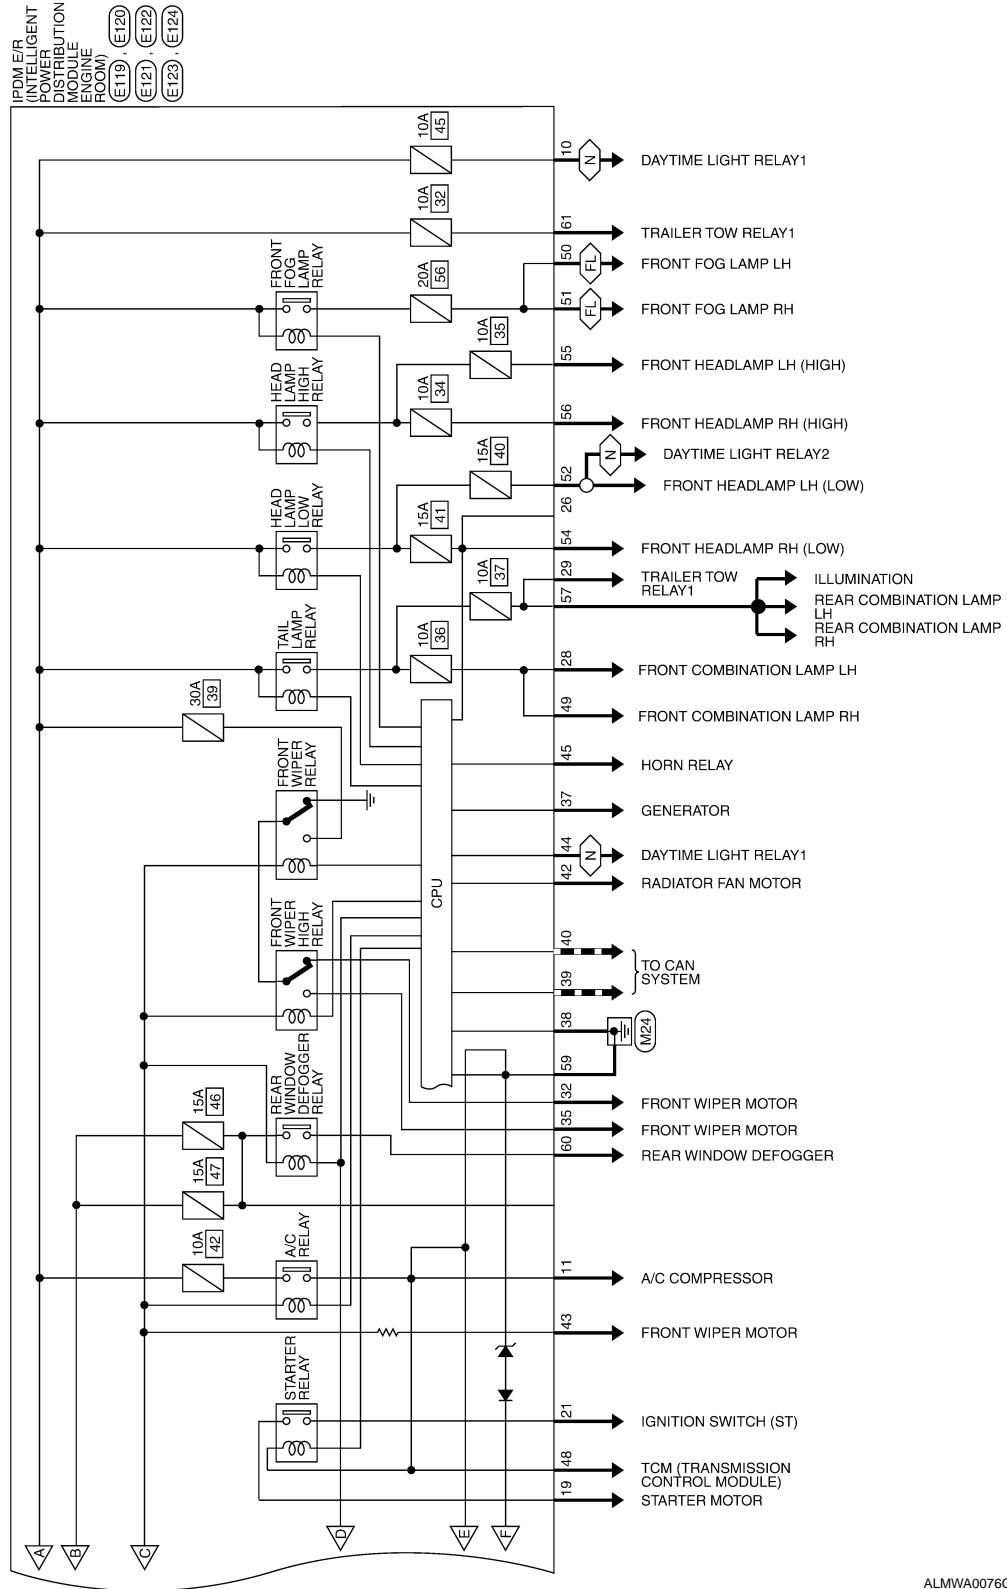 IPDM E/R
(INTELLIGENT
POWER
DISTRIBUTION
MODULE
ENGINE
ROOM)
E119 , E120
E121 , E122
E123 , E124
10A
45
10
N
DAYTIME LIGHT RELAY1
10A
32
61
TRAILER TOW RELAY1
FRONT
FOG
LAMP
RELAY
20A
56
50
FL
FRONT FOG LAMP LH
51
FL
FRONT FOG LAMP RH
10A
35
55
FRONT HEADLAMP LH (HIGH)
HEAD
LAMP
HIGH
RELAY
10A
34
56
FRONT HEADLAMP RH (HIGH)
15A
40
52
N
DAYTIME LIGHT RELAY2
FRONT HEADLAMP LH (LOW)
26
HEAD
LAMP
LOW
RELAY
15A
41
54
FRONT HEADLAMP RH (LOW)
10A
37
29
TRAILER TOW
RELAY1
57
ILLUMINATION
REAR COMBINATION LAMP
LH
REAR COMBINATION LAMP
RH
TAIL
LAMP
RELAY
10A
36
28
FRONT COMBINATION LAMP LH
30A
39
49
FRONT COMBINATION LAMP RH
FRONT
WIPER
RELAY
45
HORN RELAY
37
GENERATOR
44
N
DAYTIME LIGHT RELAY1
42
RADIATOR FAN MOTOR
CPU
FRONT
WIPER
HIGH
RELAY
40
39
TO CAN
SYSTEM
38
M24
59
REAR
WINDOW
DEFOGGER
RELAY
15A
46
32
FRONT WIPER MOTOR
35
FRONT WIPER MOTOR
60
REAR WINDOW DEFOGGER
15A
47
10A
42
A/C
RELAY
11
A/C COMPRESSOR
43
FRONT WIPER MOTOR
STARTER
RELAY
21
IGNITION SWITCH (ST)
48
TCM (TRANSMISSION
CONTROL MODULE)
19
STARTER MOTOR
A
B
C
D
E
F